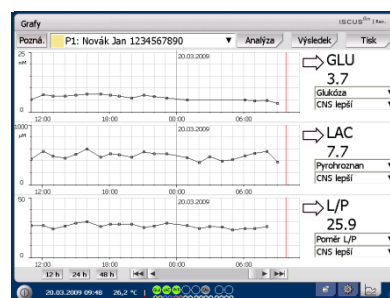 Grafy
ISCUS
Pozná. P1: Novák Jan 1234567890 Analýza Výsledek Tisk
25
mM
20.03.2009
0
12:00 18:00 00:00 06:00
GLU
3.7
Glukóza
CNS lepší
1000
µM
20.03.2009
0
12:00 18:00 00:00 06:00
LAC
7.7
Pyrohroznan
CNS lepší
50
20.03.2009
0
12:00 18:00 00:00 06:00
L/P
25.9
Poměr L/P
CNS lepší
12 h 24 h 48 h
20.03.2009 09:48 26,2 °C